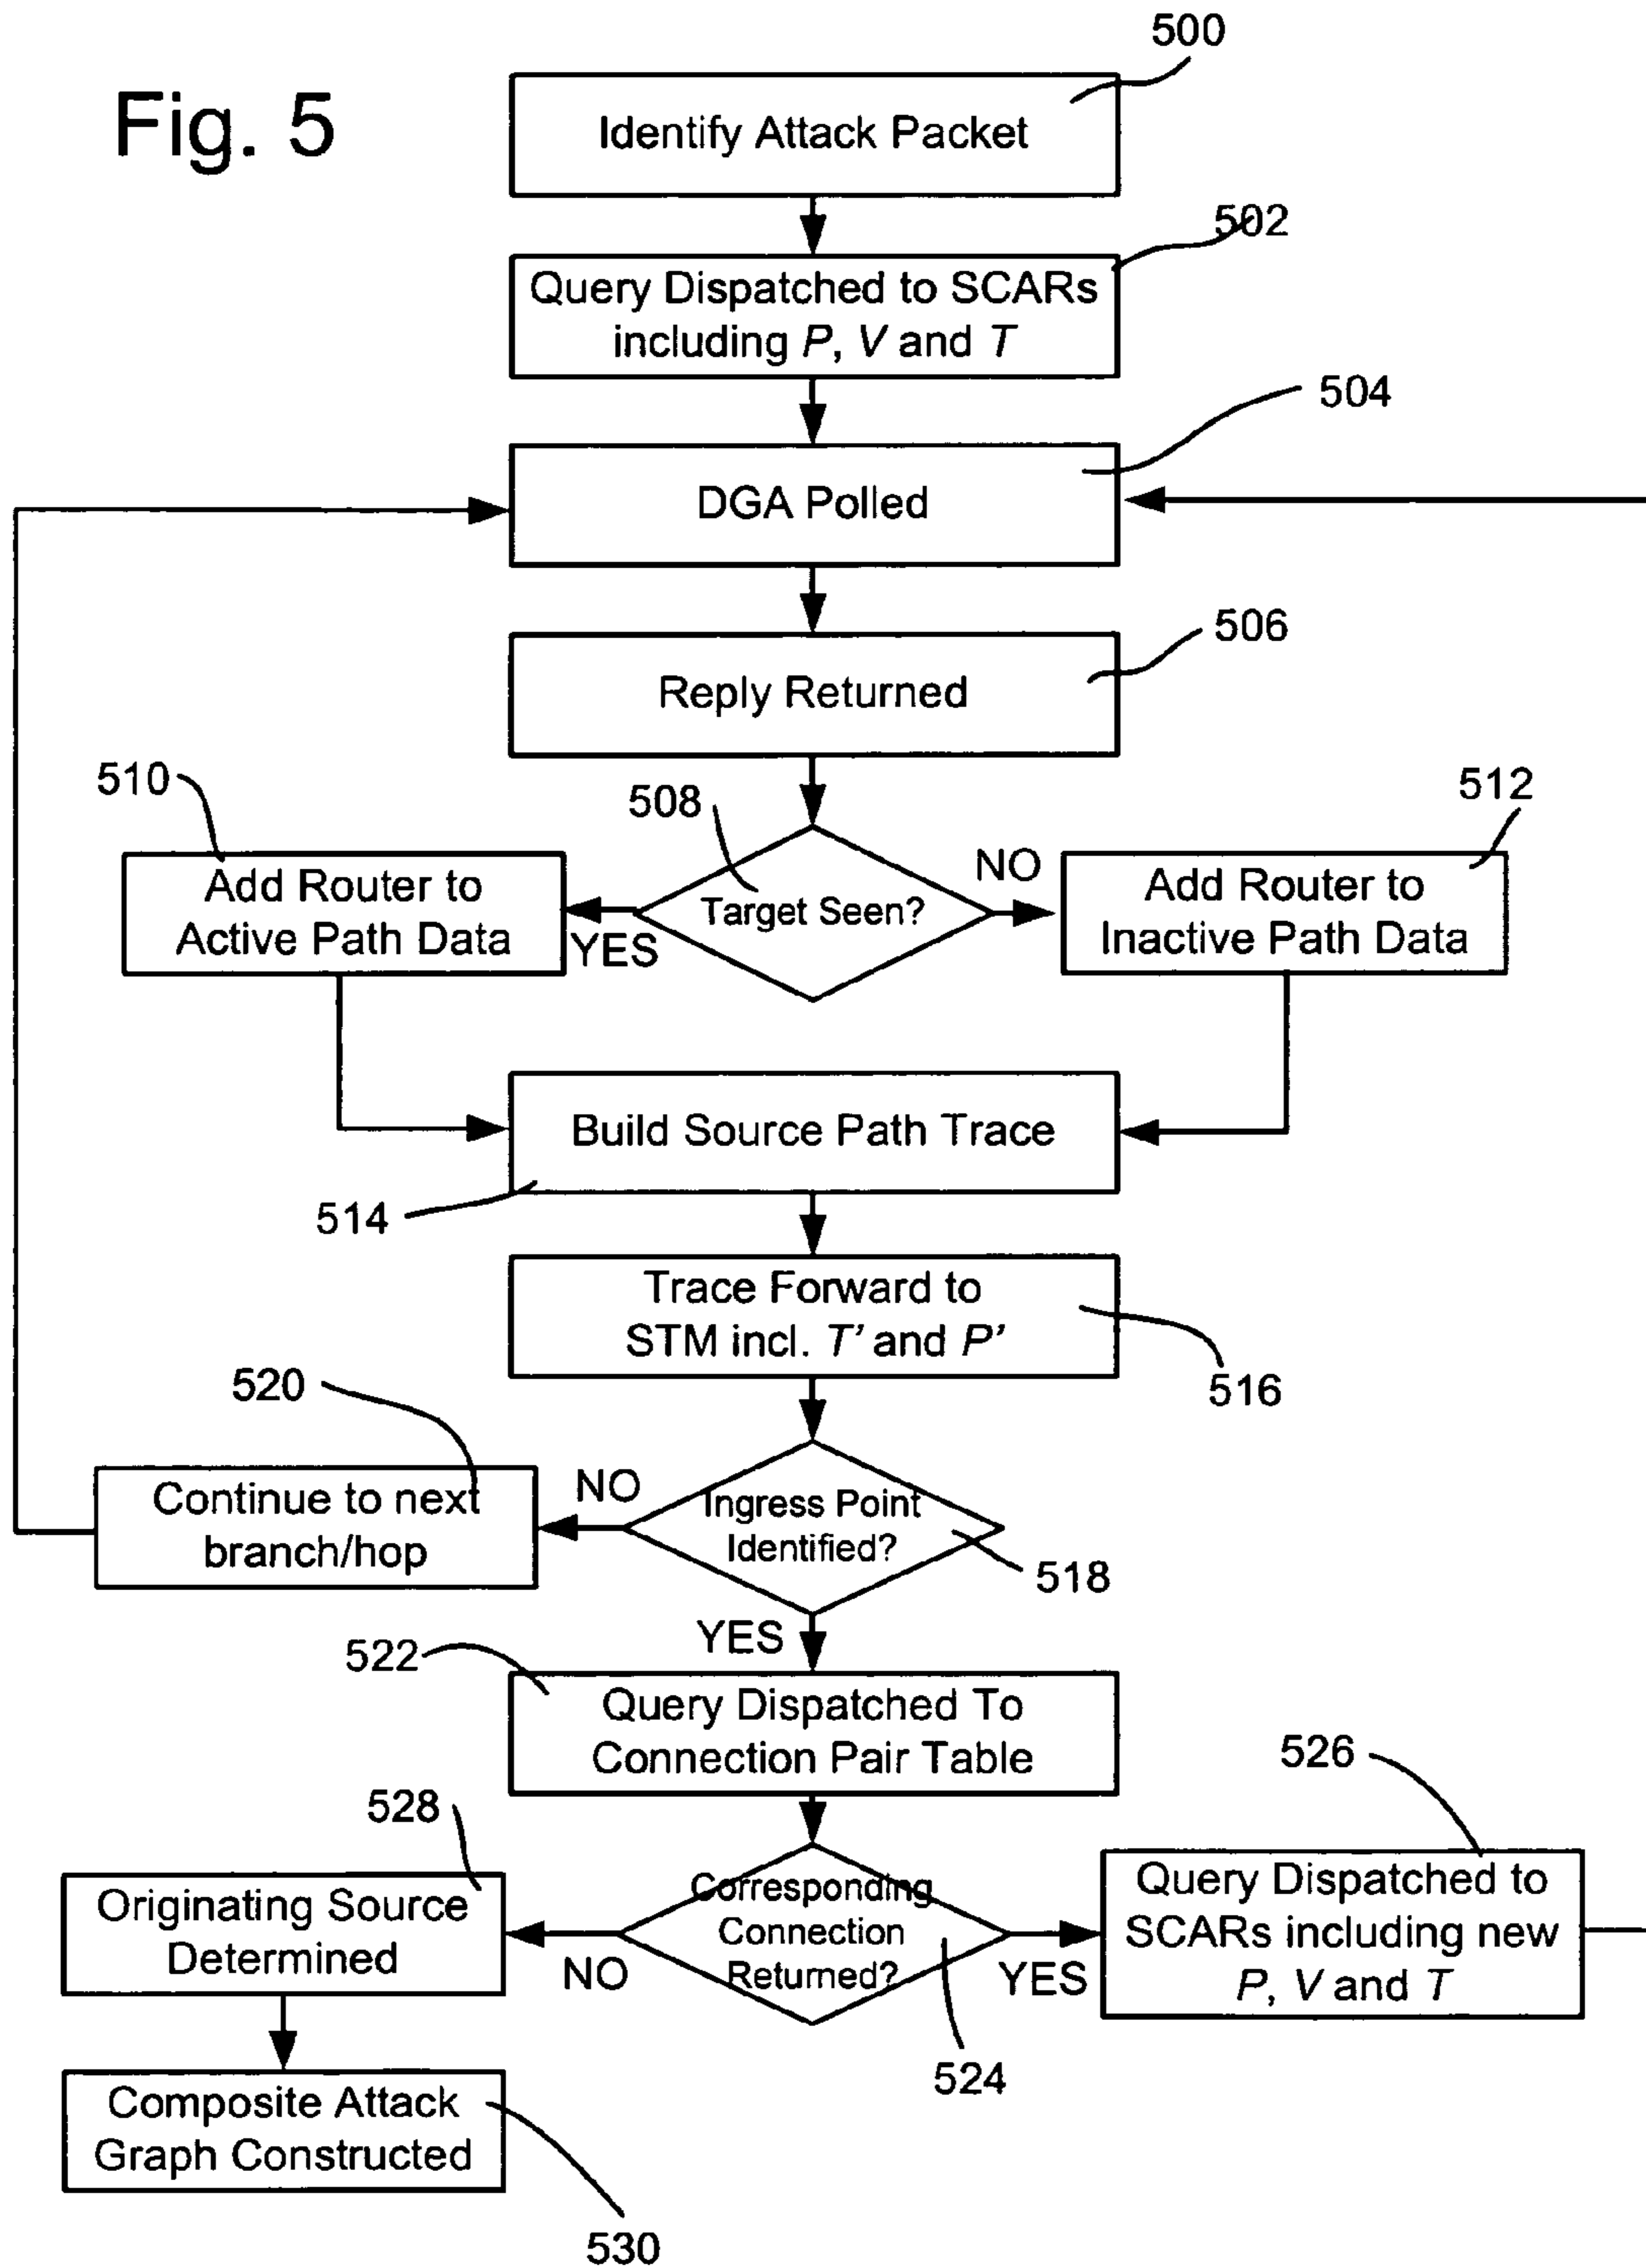 500
Fig. 5
Identify Attack Packet
502
Query Dispatched to SCARs
including P, V and T
504
DGA Polled
506
Reply Returned
510
508
512
Add Router to
Active Path Data
Target Seen?
YES
NO
Add Router to
Inactive Path Data
Build Source Path Trace
514
Trace Forward to
STM incl. T' and P'
516
520
Continue to next
branch/hop
NO
Ingress Point
Identified?
518
YES
522
Query Dispatched To
Connection Pair Table
526
528
Originating Source
Determined
NO
Corresponding
Connection
Returned?
YES
Query Dispatched to
SCARs including new
P, V and T
524
Composite Attack
Graph Constructed
530